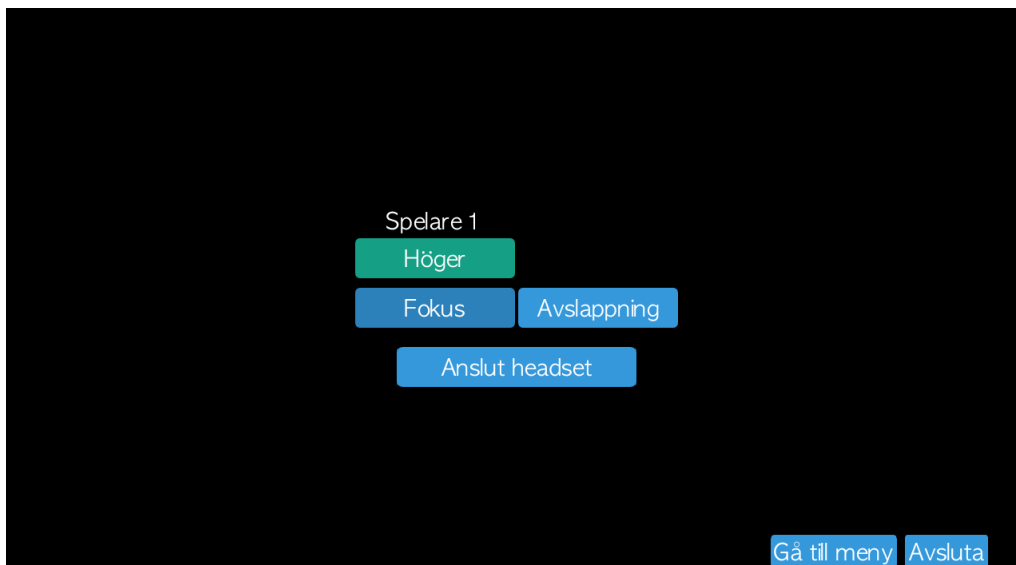 Spelare 1
Höger
Fokus Avslappning
Anslut headset
Gå till meny Avsluta